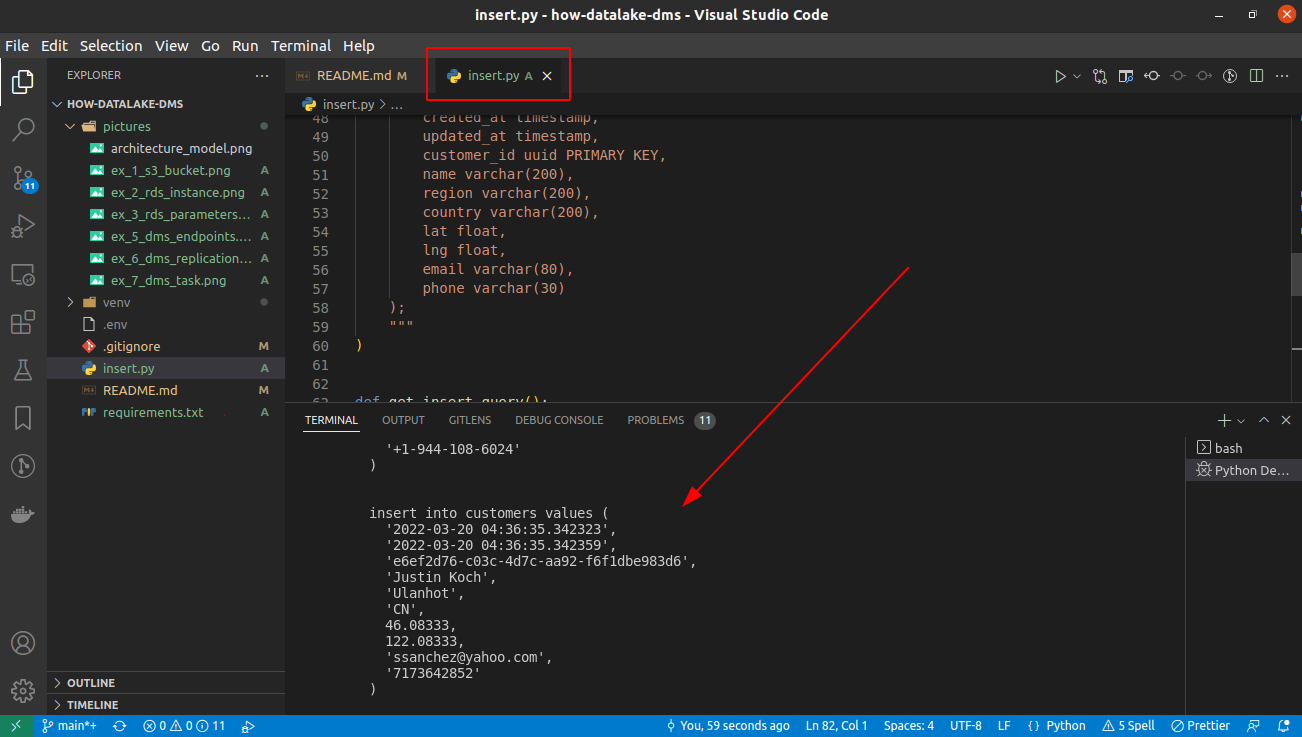 insert.py - how-datalake-dms - Visual Studio Code
File Edit Selection View Go Run Terminal Help
EXPLORER
HOW-DATALAKE-DMS
pictures
architecture_model.png
ex_1_s3_bucket.png A
ex_2_rds_instance.png A
ex_3_rds_parameters... A
ex_5_dms_endpoints.... A
ex_6_dms_replication... A
ex_7_dms_task.png A
venv
.env
.gitignore M
insert.py A
README.md M
requirements.txt A
OUTLINE
TIMELINE
11
README.md M
insert.py A
insert.py > ...
48 created_at timestamp,
49 updated_at timestamp,
50 customer_id uuid PRIMARY KEY,
51 name varchar(200),
52 region varchar(200),
53 country varchar(200),
54 lat float,
55 lng float,
56 email varchar(80),
57 phone varchar(30)
58 );
59 """
60 )
61
62
63 def get_insert_query():
TERMINAL OUTPUT GITLENS DEBUG CONSOLE PROBLEMS 11
'+1-944-108-6024'
)
insert into customers values (
'2022-03-20 04:36:35.342323',
'2022-03-20 04:36:35.342359',
'e6ef2d76-c03c-4d7c-aa92-f6f1dbe983d6',
'Justin Koch',
'Ulanhot',
'CN',
46.08333,
122.08333,
'ssanchez@yahoo.com',
'7173642852'
)
bash
Python De...
main*+ 0 0 11 You, 59 seconds ago Ln 82, Col 1 Spaces: 4 UTF-8 LF Python 5 Spell Prettier